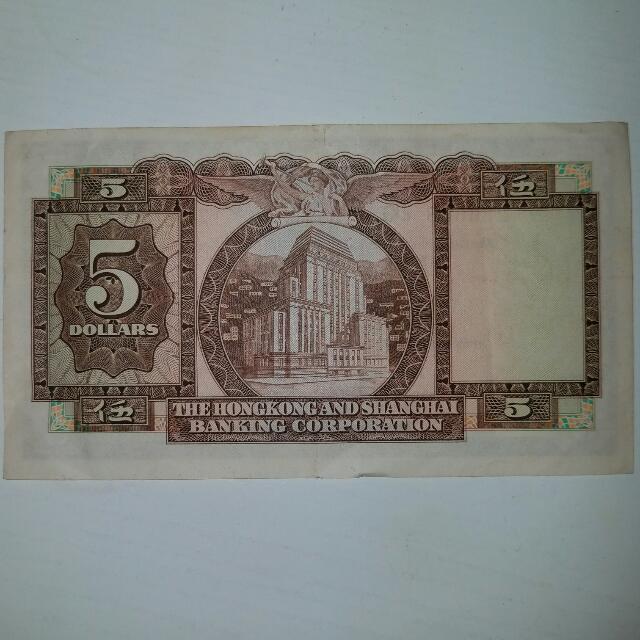 5
伍
5
DOLLARS
伍
5
THE HONGKONG AND SHANGHAI
BANKING CORPORATION